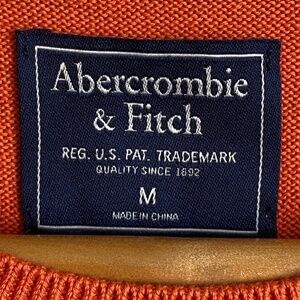 Abercrombie
& Fitch
REG. U.S. PAT. TRADEMARK
QUALITY SINCE 1892
M
MADE IN CHINA